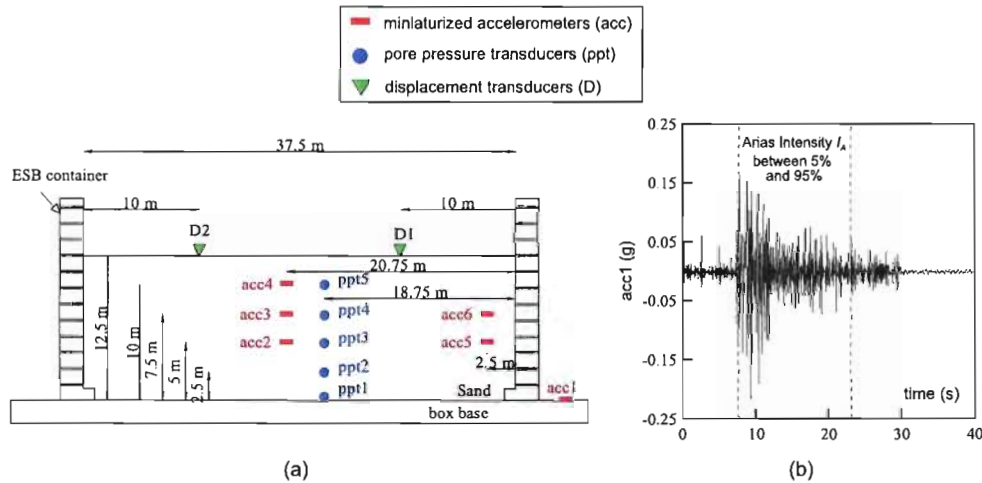 miniaturized accelerometers (acc)
pore pressure transducers (ppt)
displacement transducers (D)
37.5 m
ESB container
10 m
10 m
D2
D1
20.75 m
acc4
ppt5
18.75 m
acc3
ppt4
acc6
acc2
ppt3
acc5
12.5 m
10 m
7.5 m
5 m
2.5 m
2.5 m
ppt2
ppt1
Sand
acc1
box base
(a)
0.25
0.15
0.05
-0.05
-0.15
-0.25
acc1 (g)
Arias Intensity I_A
between 5%
and 95%
time (s)
0
10
20
30
40
(b)